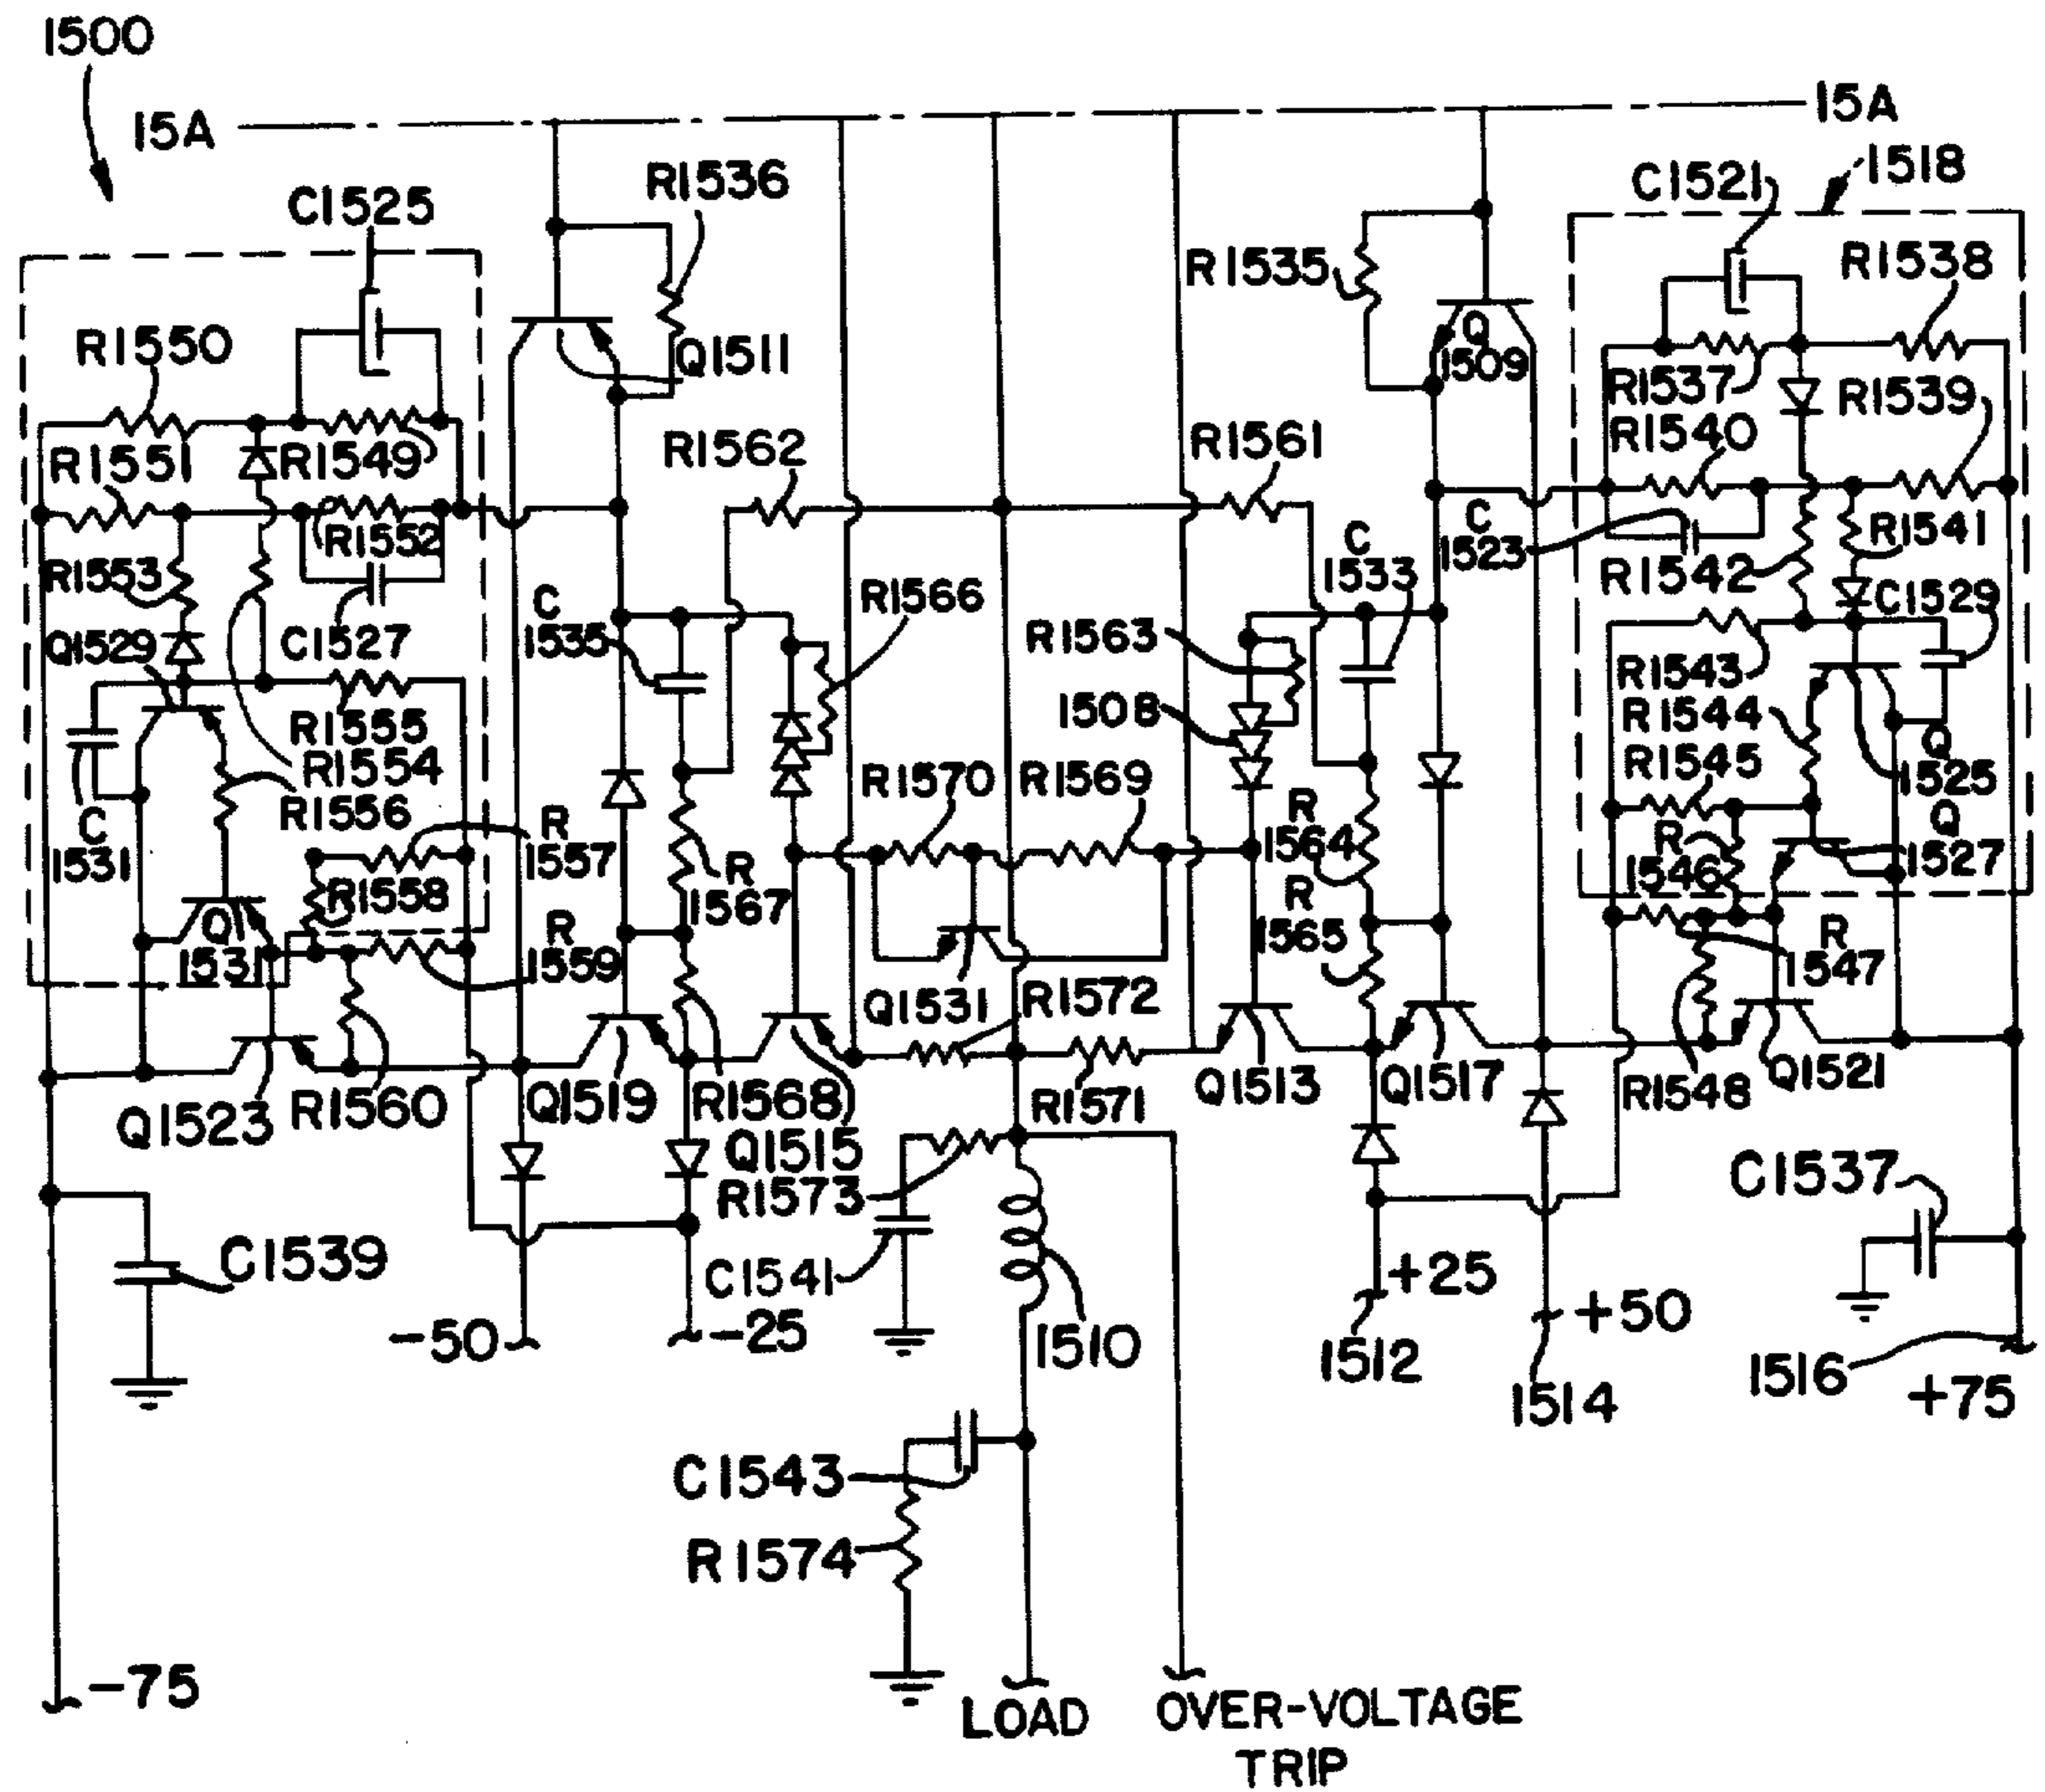 1500
15A
15A
1518
R1536
C1521
C1525
R1538
R1535
R1550
Q1511
Q
1509
R1537
R1539
R1562
R1561
R1540
R1551
R1549
C
1523
R1541
R1552
C
1533
R1542
R1553
C1529
C
1535
R1566
R1563
Q1529
C1527
R1543
1508
R1544
R1555
R1554
R1545
Q
1525
R1570
R1569
R1556
C
1531
R
1557
R
1564
R
1546
Q
1527
R1558
R
1567
R
1565
Q
1531
R
1559
R
1547
Q1531
R1572
Q1523
R1560
Q1519
R1568
Q1515
R1571
Q1513
Q1517
R1548
Q1521
R1573
C1537
C1539
C1541
+25
-50
-25
1510
1512
+50
1514
1516
+75
C1543
R1574
-75
LOAD
OVER-VOLTAGE
TRIP